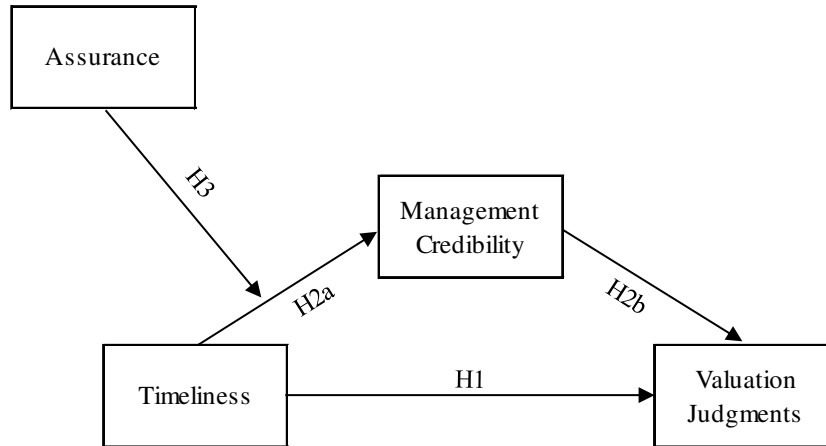 Assurance
H3
Management
Credibility
H2a
H2b
Timeliness
H1
Valuation
Judgments